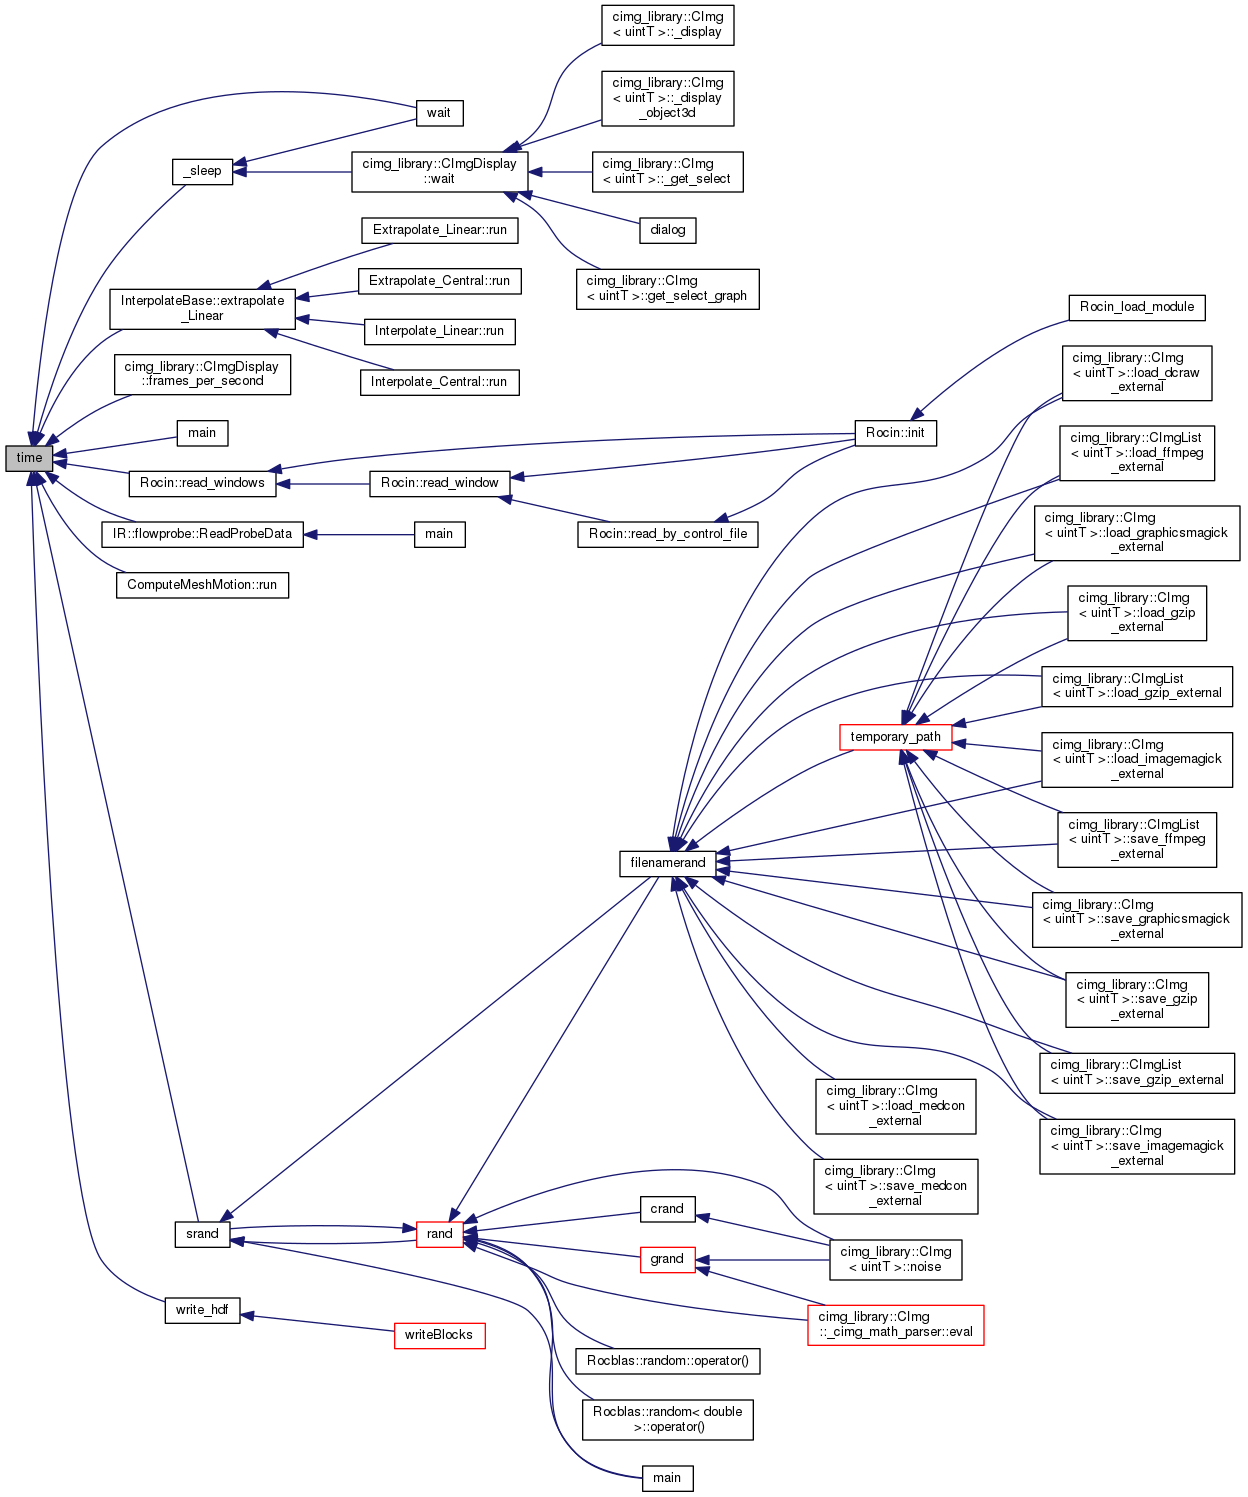 cimg_library::CImg
< uintT >::_display
cimg_library::CImg
< uintT >::_display
_object3d
wait
cimg_library::CImgDisplay
::wait
cimg_library::CImg
< uintT >::_get_select
_sleep
dialog
Extrapolate_Linear::run
cimg_library::CImg
< uintT >::get_select_graph
Extrapolate_Central::run
InterpolateBase::extrapolate
_Linear
Interpolate_Linear::run
Interpolate_Central::run
cimg_library::CImgDisplay
::frames_per_second
Rocin_load_module
cimg_library::CImg
< uintT >::load_dcraw
_external
main
Rocin::init
time
cimg_library::CImgList
< uintT >::load_ffmpeg
_external
Rocin::read_windows
Rocin::read_window
IR::flowprobe::ReadProbeData
main
Rocin::read_by_control_file
cimg_library::CImg
< uintT >::load_graphicsmagick
_external
ComputeMeshMotion::run
cimg_library::CImg
< uintT >::load_gzip
_external
cimg_library::CImgList
< uintT >::load_gzip_external
temporary_path
cimg_library::CImg
< uintT >::load_imagemagick
_external
cimg_library::CImgList
< uintT >::save_ffmpeg
_external
filenamerand
cimg_library::CImg
< uintT >::save_graphicsmagick
_external
cimg_library::CImg
< uintT >::save_gzip
_external
cimg_library::CImgList
< uintT >::save_gzip_external
cimg_library::CImg
< uintT >::load_medcon
_external
cimg_library::CImg
< uintT >::save_imagemagick
_external
cimg_library::CImg
< uintT >::save_medcon
_external
crand
srand
rand
grand
cimg_library::CImg
< uintT >::noise
write_hdf
writeBlocks
cimg_library::CImg
::_cimg_math_parser::eval
Rocblas::random::operator()
Rocblas::random< double
>::operator()
main